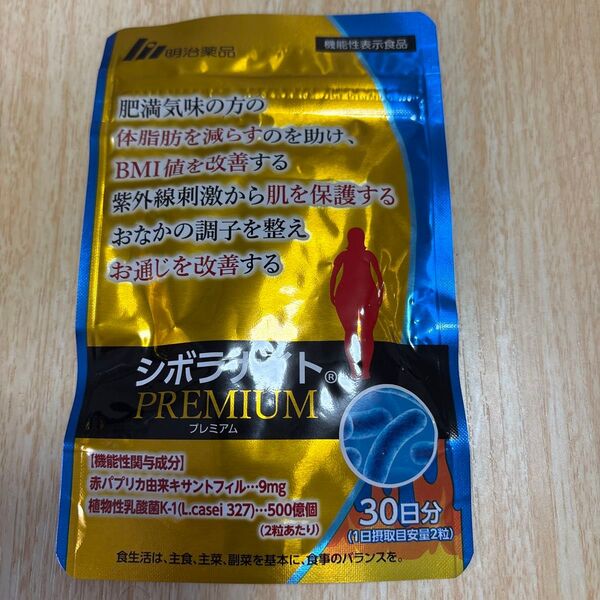 明治薬品
機能性表示食品
肥満気味の方の
体脂肪を減らすのを助け、
BMI値を改善する
紫外線刺激から肌を保護する
おなかの調子を整え
お通じを改善する
シボラナイト®
PREMIUM
プレミアム
【機能性関与成分】
赤パプリカ由来キサントフィル…9mg
植物性乳酸菌K-1(L.casei 327)…500億個
(2粒あたり)
30日分
(1日摂取目安量2粒)
食生活は、主食、主菜、副菜を基本に、食事のバランスを。